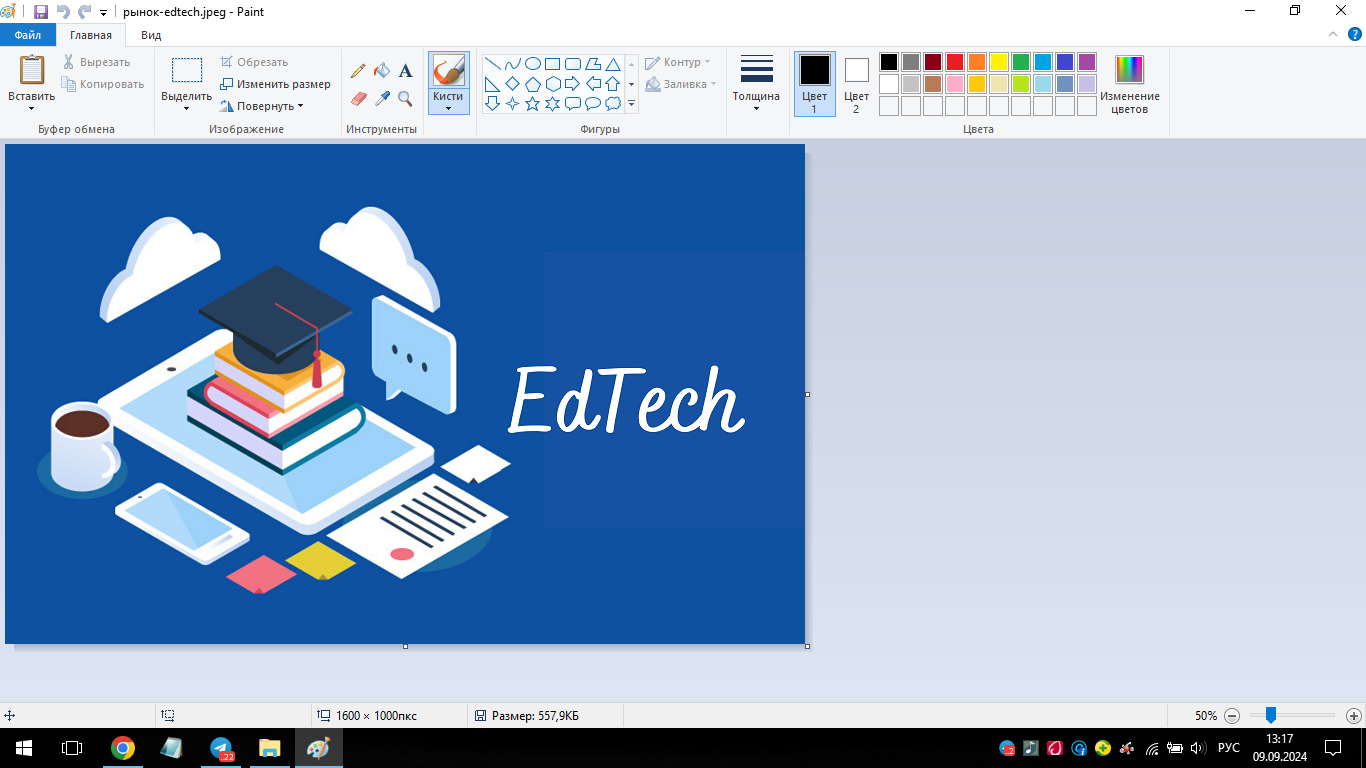 рынок-edtech.jpeg - Paint
Файл Главная Вид
Вставить
Вырезать
Копировать
Буфер обмена
Выделить
Обрезать
Изменить размер
Повернуть
Изображение
A
Инструменты
Кисти
Контур
Заливка
Фигуры
Толщина
Цвет 1
Цвет 2
Изменение цветов
Цвета
EdTech
1600 × 1000пкс
Размер: 557,9КБ
50%
22
РУС
13:17
09.09.2024